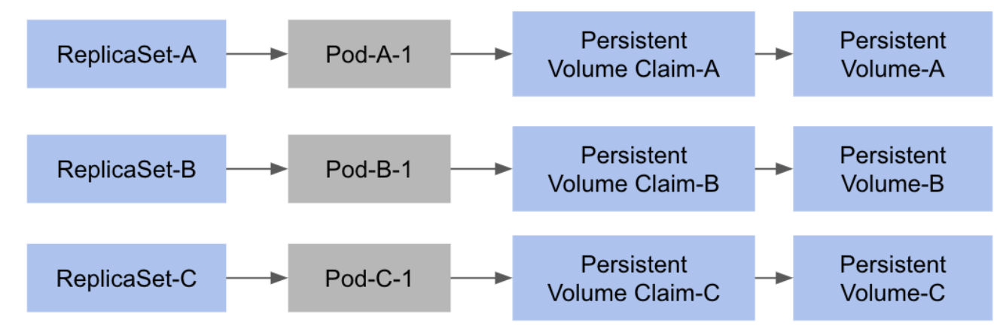 ReplicaSet-A
Pod-A-1
Persistent
Volume Claim-A
Persistent
Volume-A
ReplicaSet-B
Pod-B-1
Persistent
Volume Claim-B
Persistent
Volume-B
ReplicaSet-C
Pod-C-1
Persistent
Volume Claim-C
Persistent
Volume-C